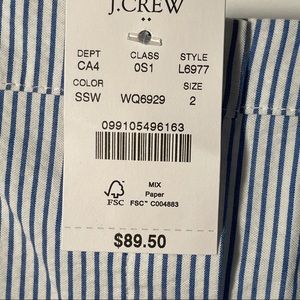 J.CREW
DEPT CLASS STYLE
CA4 0S1 L6977
COLOR SIZE
SSW WQ6929 2
099105496163
MIX
Paper
FSC FSC™ C004883
$89.50